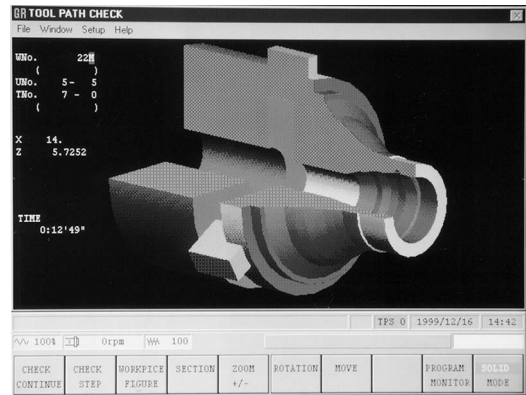 GR TOOL PATH CHECK
File Window Setup Help
WNo. 22M
( )
UNo. 5- 5
TNo. 7 - 0
( )
X 14.
Z 5.7252
TIME
0:12'49"
TPS 0 1999/12/16 14:42
100% 0rpm 100
CHECK CONTINUE
CHECK STEP
WORKPICE FIGURE
SECTION
ZOOM +/-
ROTATION
MOVE
PROGRAM MONITOR
SOLID MODE